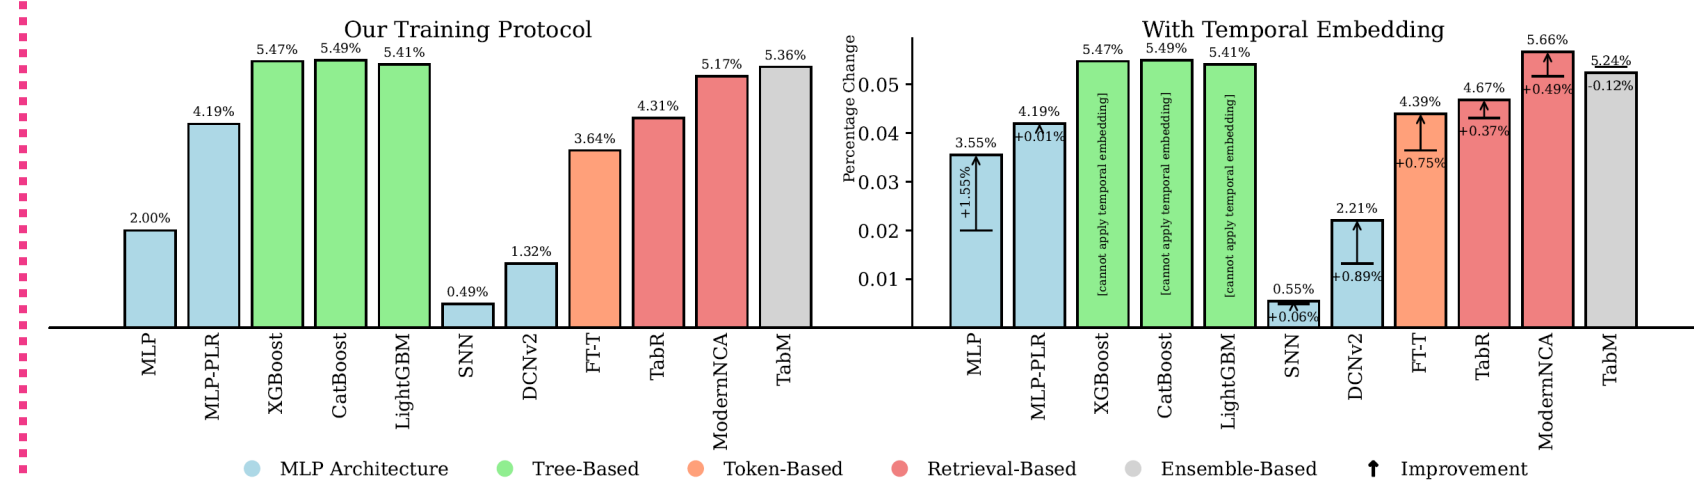 Our Training Protocol
2.00%
4.19%
5.47%
5.49%
5.41%
0.49%
1.32%
3.64%
4.31%
5.17%
5.36%
MLP
MLP-PLR
XGBoost
CatBoost
LightGBM
SNN
DCNv2
FT-T
TabR
ModernNCA
TabM
With Temporal Embedding
Percentage Change
0.05
0.04
0.03
0.02
0.01
3.55%
+1.55%
4.19%
+0.01%
5.47%
[cannot apply temporal embedding]
5.49%
[cannot apply temporal embedding]
5.41%
[cannot apply temporal embedding]
0.55%
+0.06%
2.21%
+0.89%
4.39%
+0.75%
4.67%
+0.37%
5.66%
+0.49%
5.24%
-0.12%
MLP
MLP-PLR
XGBoost
CatBoost
LightGBM
SNN
DCNv2
FT-T
TabR
ModernNCA
TabM
MLP Architecture
Tree-Based
Token-Based
Retrieval-Based
Ensemble-Based
Improvement